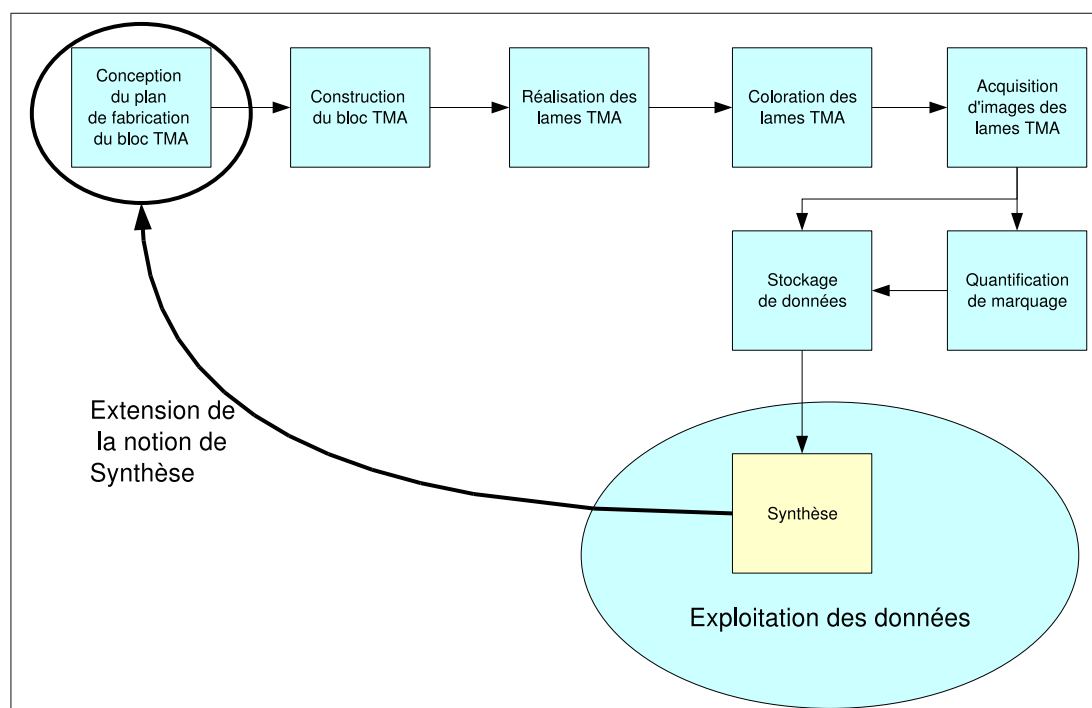 Conception
du plan
de fabrication
du bloc TMA
Construction
du bloc TMA
Réalisation des
lames TMA
Coloration des
lames TMA
Acquisition
d'images des
lames TMA
Stockage
de données
Quantification
de marquage
Extension de
la notion de
Synthèse
Synthèse
Exploitation des données